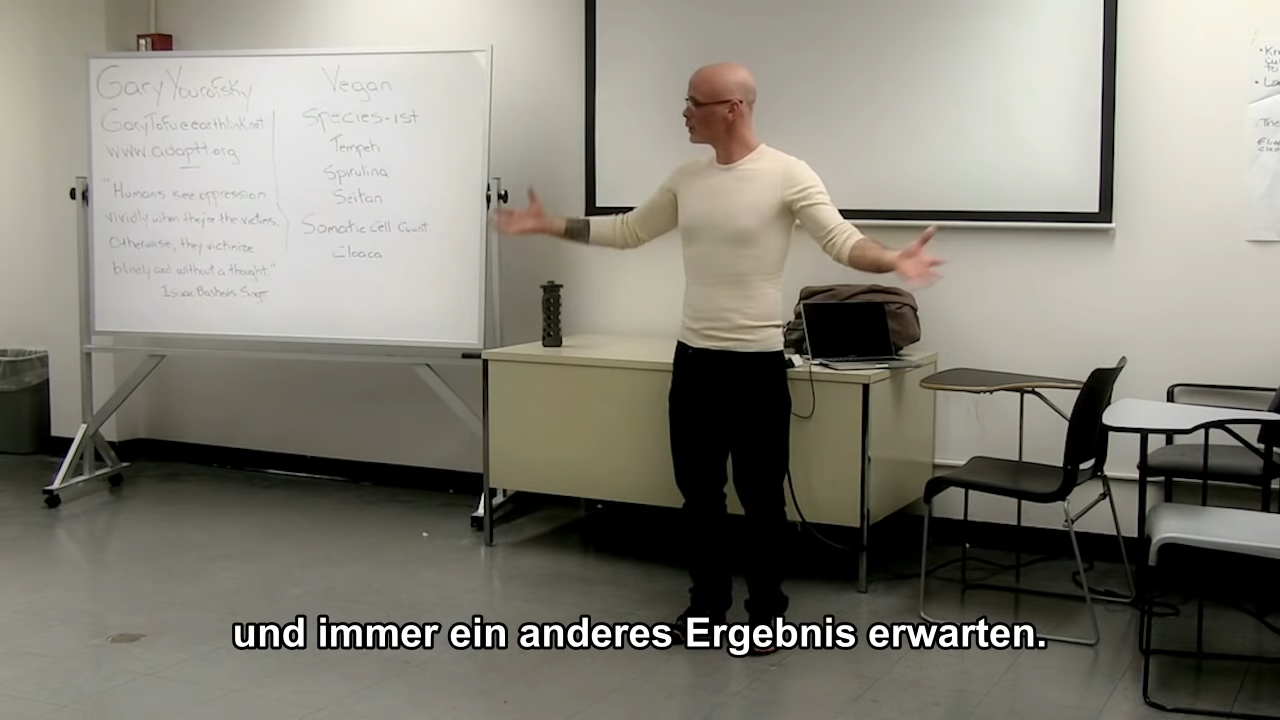 Gary Yourofsky
GaryToFu@earthlink.net
www.adaptt.org
"Humans see oppression
vividly when they're the victims.
Otherwise, they victimize
blindly and without a thought."
Isaac Bashevis Singer
Vegan
Species-ist
Tempeh
Spirulina
Seitan
Somatic Cell Count
Cloaca
und immer ein anderes Ergebnis erwarten.